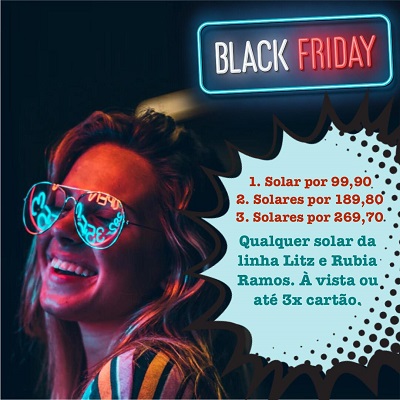 BLACK FRIDAY
1. Solar por 99,90
2. Solares por 189,80
3. Solares por 269,70
Qualquer solar da
linha Litz e Rubia
Ramos. À vista ou
até 3x cartão.